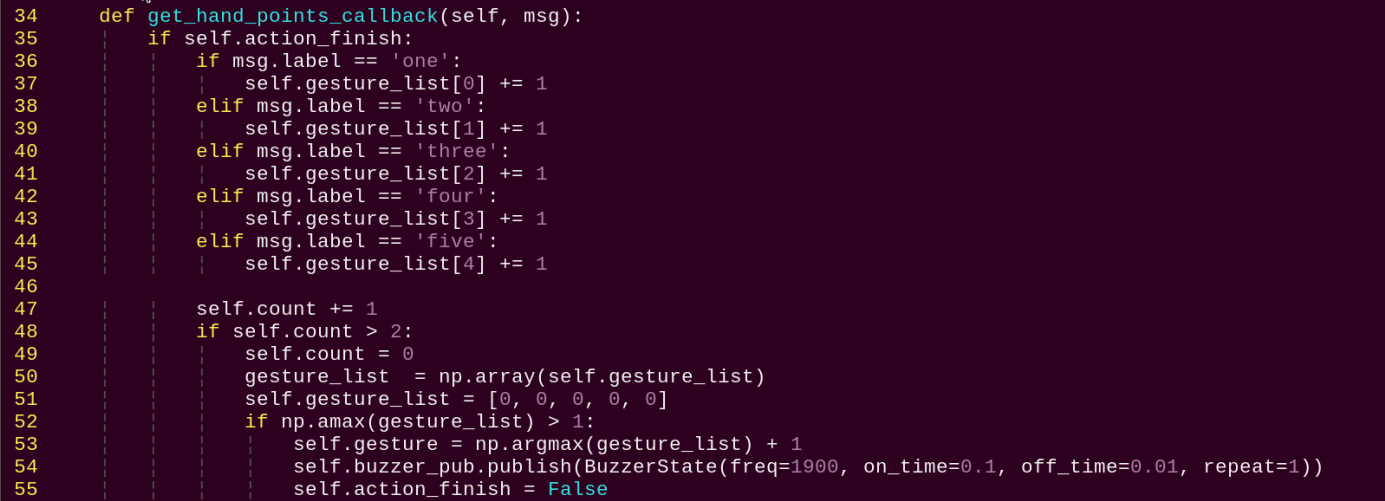 34     def get_hand_points_callback(self, msg):
35         if self.action_finish:
36             if msg.label == 'one':
37                 self.gesture_list[0] += 1
38             elif msg.label == 'two':
39                 self.gesture_list[1] += 1
40             elif msg.label == 'three':
41                 self.gesture_list[2] += 1
42             elif msg.label == 'four':
43                 self.gesture_list[3] += 1
44             elif msg.label == 'five':
45                 self.gesture_list[4] += 1
46
47             self.count += 1
48             if self.count > 2:
49                 self.count = 0
50                 gesture_list  = np.array(self.gesture_list)
51                 self.gesture_list = [0, 0, 0, 0, 0]
52                 if np.amax(gesture_list) > 1:
53                     self.gesture = np.argmax(gesture_list) + 1
54                     self.buzzer_pub.publish(BuzzerState(freq=1900, on_time=0.1, off_time=0.01, repeat=1))
55                     self.action_finish = False